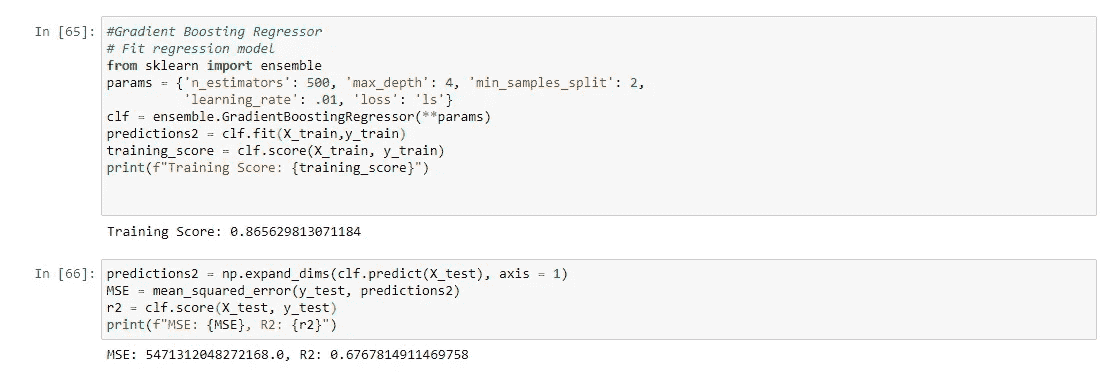 In [65]: #Gradient Boosting Regressor
# Fit regression model
from sklearn import ensemble
params = {'n_estimators': 500, 'max_depth': 4, 'min_samples_split': 2,
'learning_rate': .01, 'loss': 'ls'}
clf = ensemble.GradientBoostingRegressor(**params)
predictions2 = clf.fit(X_train,y_train)
training_score = clf.score(X_train, y_train)
print(f"Training Score: {training_score}")
Training Score: 0.865629813071184
In [66]: predictions2 = np.expand_dims(clf.predict(X_test), axis = 1)
MSE = mean_squared_error(y_test, predictions2)
r2 = clf.score(X_test, y_test)
print(f"MSE: {MSE}, R2: {r2}")
MSE: 5471312048272168.0, R2: 0.6767814911469758